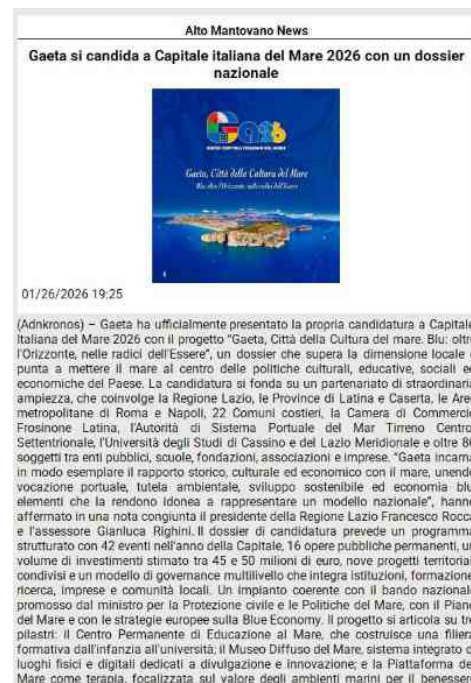 Alto Mantovano News
Gaeta si candida a Capitale italiana del Mare 2026 con un dossier
nazionale
Gaeta, Città della Cultura del Mare
Blu: oltre l'Orizzonte, nelle radici dell'Essere
01/26/2026 19:25
(Adnkronos) – Gaeta ha ufficialmente presentato la propria candidatura a Capitale
Italiana del Mare 2026 con il progetto "Gaeta, Città della Cultura del mare. Blu: oltre
l'Orizzonte, nelle radici dell'Essere", un dossier che supera la dimensione locale e
punta a mettere il mare al centro delle politiche culturali, educative, sociali ed
economiche del Paese. La candidatura si fonda su un partenariato di straordinaria
ampiezza, che coinvolge la Regione Lazio, le Province di Latina e Caserta, le Aree
metropolitane di Roma e Napoli, 22 Comuni costieri, la Camera di Commercio
Frosinone Latina, l'Autorità di Sistema Portuale del Mar Tirreno Centro
Settentrionale, l'Università degli Studi di Cassino e del Lazio Meridionale e oltre 80
soggetti tra enti pubblici, scuole, fondazioni, associazioni e imprese. "Gaeta incarna
in modo esemplare il rapporto storico, culturale ed economico con il mare, unendo
vocazione portuale, tutela ambientale, sviluppo sostenibile ed economia blu,
elementi che la rendono idonea a rappresentare un modello nazionale", hanno
affermato in una nota congiunta il presidente della Regione Lazio Francesco Rocca
e l'assessore Gianluca Righini. Il dossier di candidatura prevede un programma
strutturato con 42 eventi nell'anno della Capitale, 16 opere pubbliche permanenti, un
volume di investimenti stimato tra 45 e 50 milioni di euro, nove progetti territoriali
condivisi e un modello di governance multilivello che integra istituzioni, formazione,
ricerca, imprese e comunità locali. Un impianto coerente con il bando nazionale
promosso dal ministro per la Protezione civile e le Politiche del Mare, con il Piano
del Mare e con le strategie europee sulla Blue Economy. Il progetto si articola su tre
pilastri: il Centro Permanente di Educazione al Mare, che costruisce una filiera
formativa dall'infanzia all'università; il Museo Diffuso del Mare, sistema integrato di
luoghi fisici e digitali dedicati a divulgazione e innovazione; e la Piattaforma del
Mare come terapia, focalizzata sul valore degli ambienti marini per il benessere